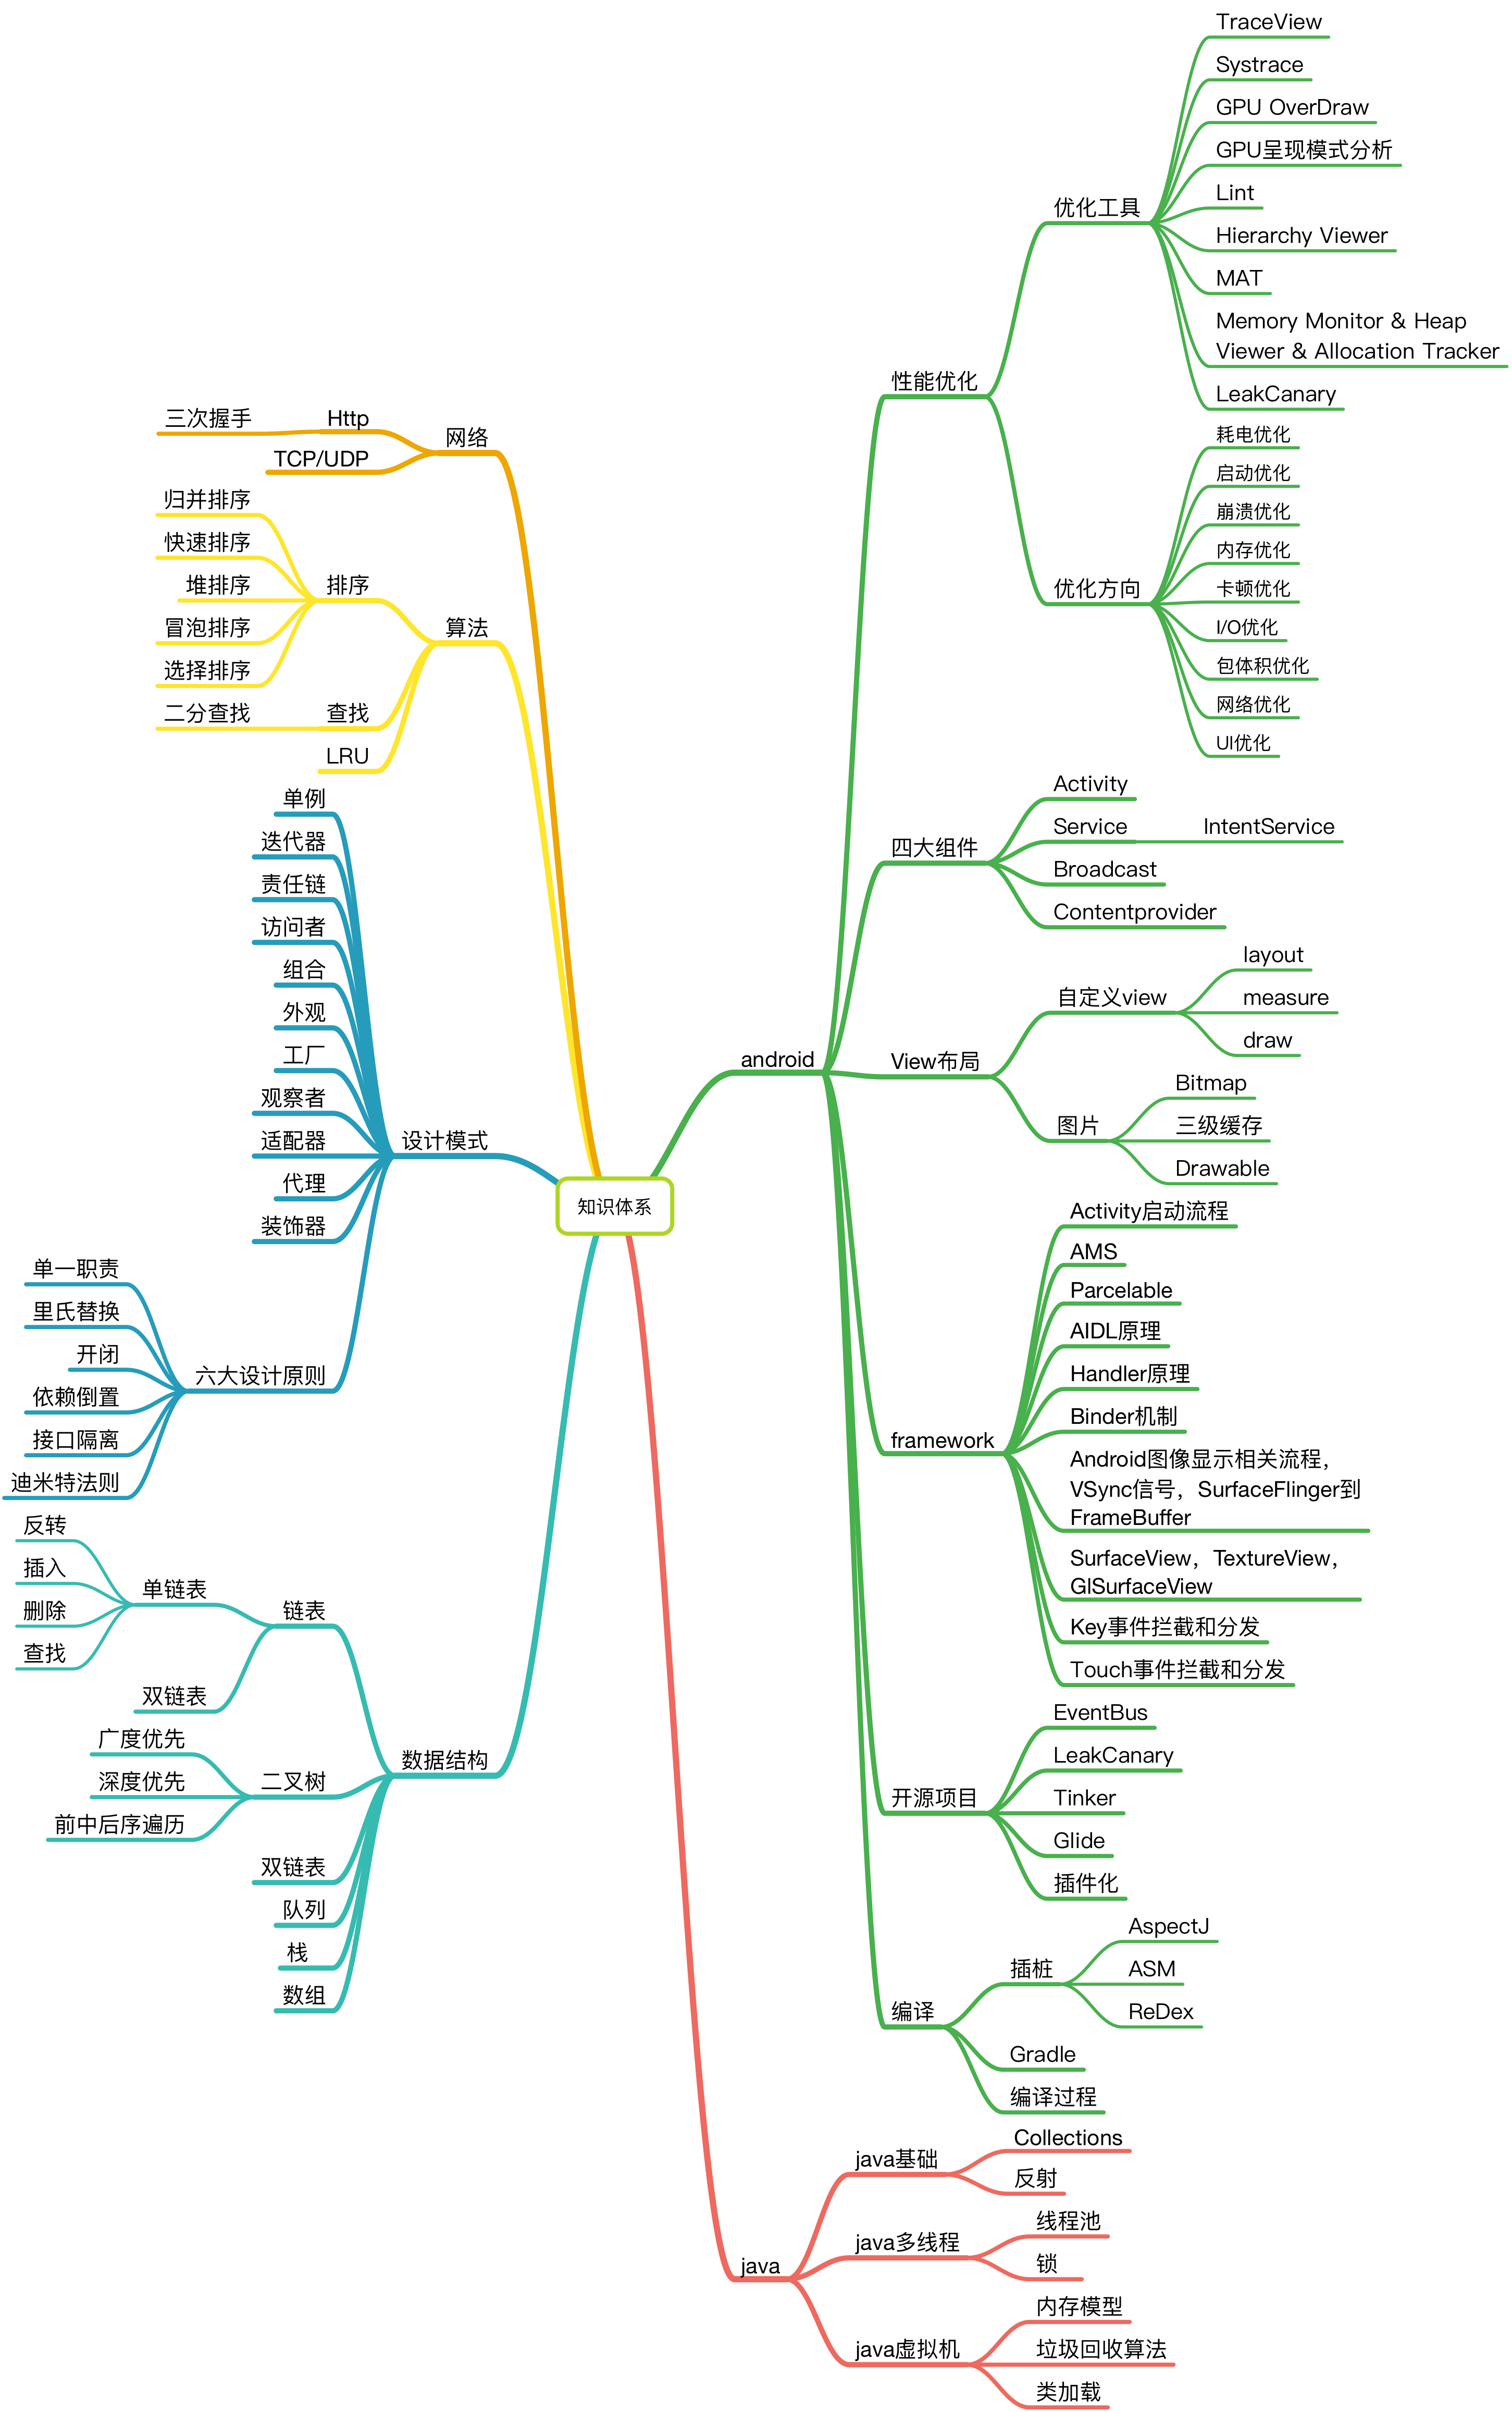 知识体系
android
性能优化
优化工具
TraceView
Systrace
GPU OverDraw
GPU呈现模式分析
Lint
Hierarchy Viewer
MAT
Memory Monitor & Heap
Viewer & Allocation Tracker
LeakCanary
优化方向
耗电优化
启动优化
崩溃优化
内存优化
卡顿优化
I/O优化
包体积优化
网络优化
UI优化
四大组件
Activity
Service
IntentService
Broadcast
Contentprovider
View布局
自定义view
layout
measure
draw
图片
Bitmap
三级缓存
Drawable
framework
Activity启动流程
AMS
Parcelable
AIDL原理
Handler原理
Binder机制
Android图像显示相关流程，
VSync信号，SurfaceFlinger到
FrameBuffer
SurfaceView，TextureView，
GlSurfaceView
Key事件拦截和分发
Touch事件拦截和分发
开源项目
EventBus
LeakCanary
Tinker
Glide
插件化
编译
插桩
AspectJ
ASM
ReDex
Gradle
编译过程
java
java基础
Collections
反射
java多线程
线程池
锁
java虚拟机
内存模型
垃圾回收算法
类加载
网络
Http
三次握手
TCP/UDP
算法
排序
归并排序
快速排序
堆排序
冒泡排序
选择排序
查找
二分查找
LRU
设计模式
单例
迭代器
责任链
访问者
组合
外观
工厂
观察者
适配器
代理
装饰器
六大设计原则
单一职责
里氏替换
开闭
依赖倒置
接口隔离
迪米特法则
数据结构
链表
单链表
反转
插入
删除
查找
双链表
二叉树
广度优先
深度优先
前中后序遍历
双链表
队列
栈
数组